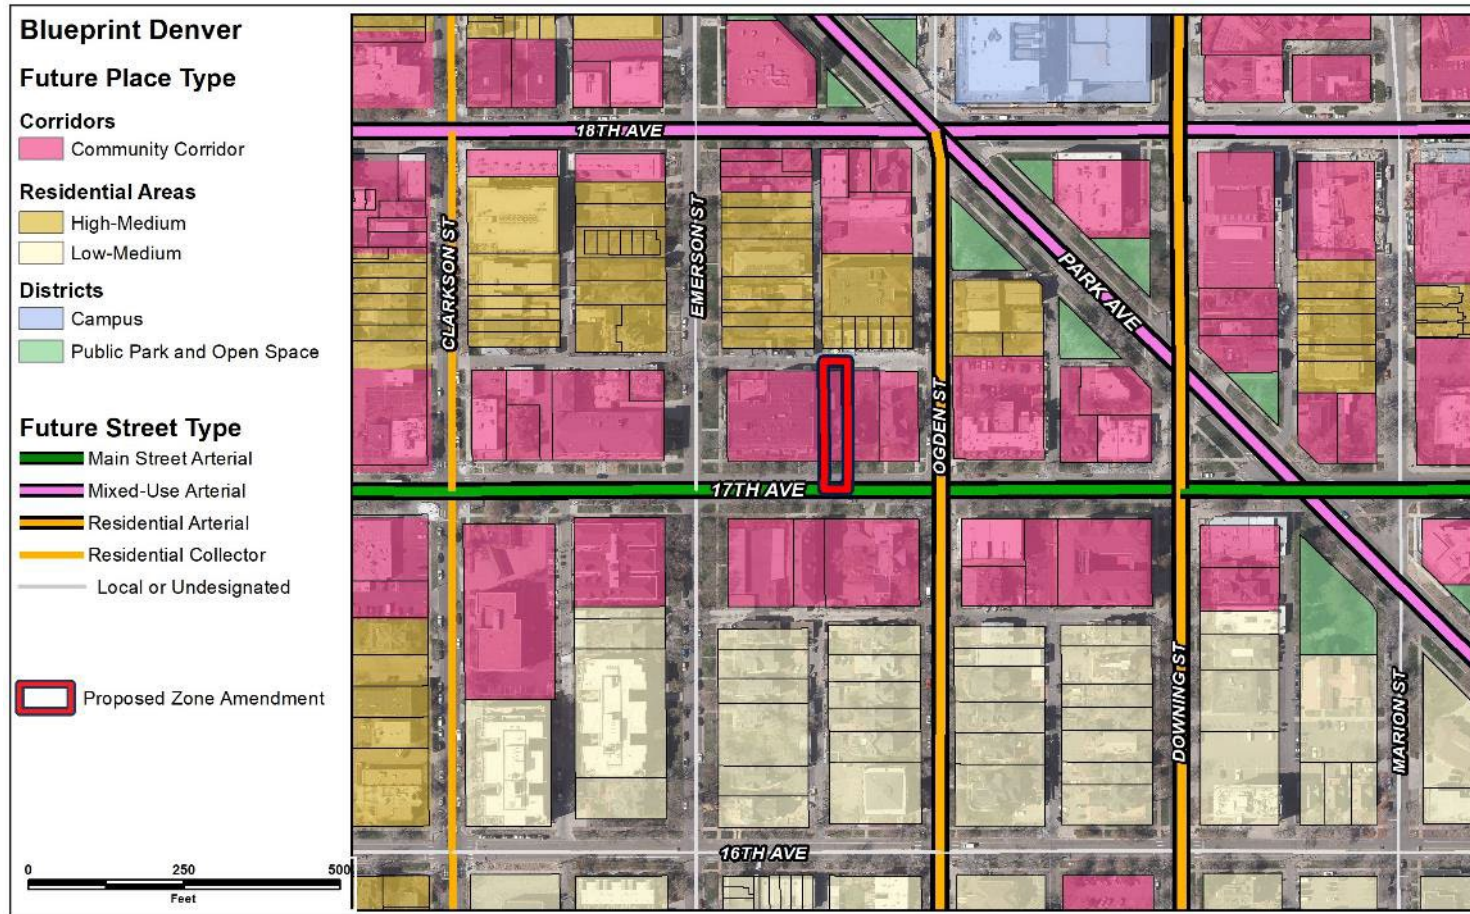 Blueprint Denver
Future Place Type
Corridors
Community Corridor
Residential Areas
High-Medium
Low-Medium
Districts
Campus
Public Park and Open Space
Future Street Type
Main Street Arterial
Mixed-Use Arterial
Residential Arterial
Residential Collector
Local or Undesignated
Proposed Zone Amendment
0 250 500
Feet
18TH AVE
CLARKSON ST
EMERSON ST
PARK AVE
OGDEN ST
17TH AVE
DOWNING ST
MARION ST
16TH AVE